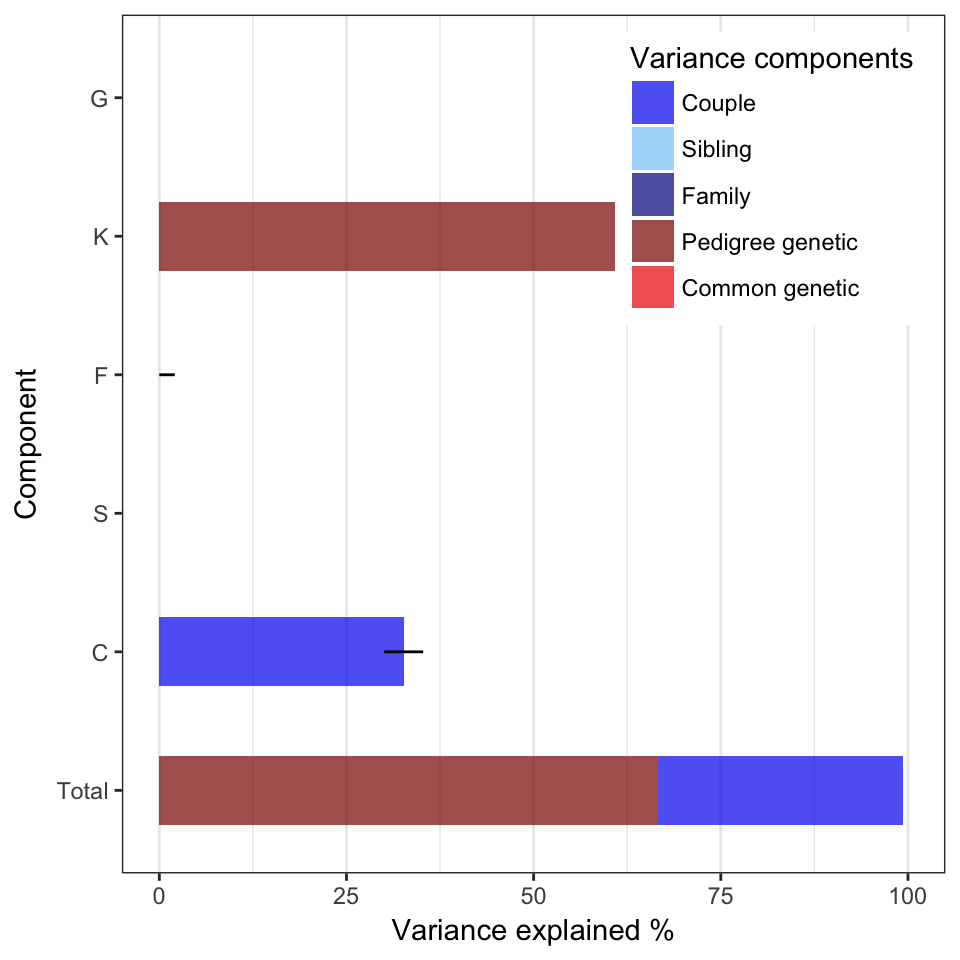 Variance components
Couple
Sibling
Family
Pedigree genetic
Common genetic
Component
G
K
F
S
C
Total
0 25 50 75 100
Variance explained %